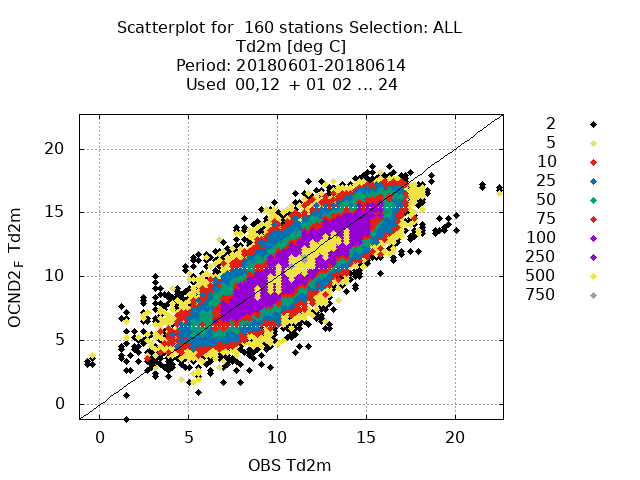 Scatterplot for  160 stations Selection: ALL
Td2m [deg C]
Period: 20180601-20180614
Used  00,12  + 01 02 ... 24
2
5
10
25
50
75
100
250
500
750
20
15
10
5
0
OCND2_F Td2m
0 5 10 15 20
OBS Td2m